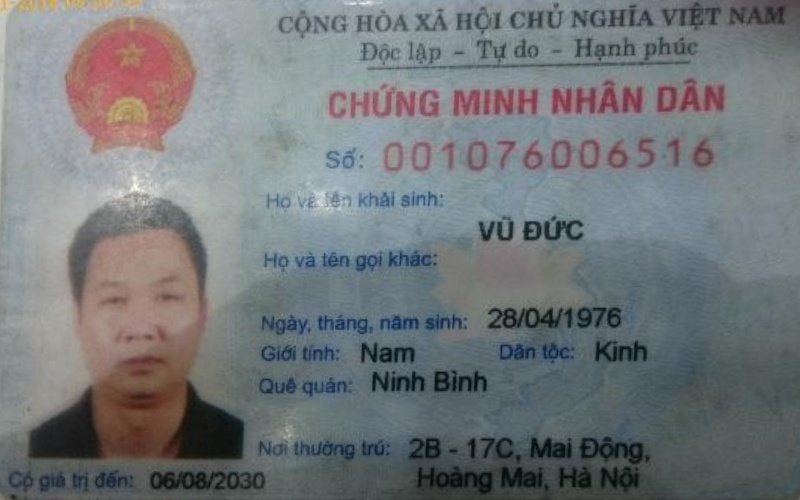 CỘNG HÒA XÃ HỘI CHỦ NGHĨA VIỆT NAM
Độc lập - Tự do - Hạnh phúc
CHỨNG MINH NHÂN DÂN
Số: 001076006516
Họ và tên khai sinh:
VŨ ĐỨC
Họ và tên gọi khác:
Ngày, tháng, năm sinh: 28/04/1976
Giới tính: Nam Dân tộc: Kinh
Quê quán: Ninh Bình
Nơi thường trú: 2B - 17C, Mai Động,
Hoàng Mai, Hà Nội
Có giá trị đến: 06/08/2030